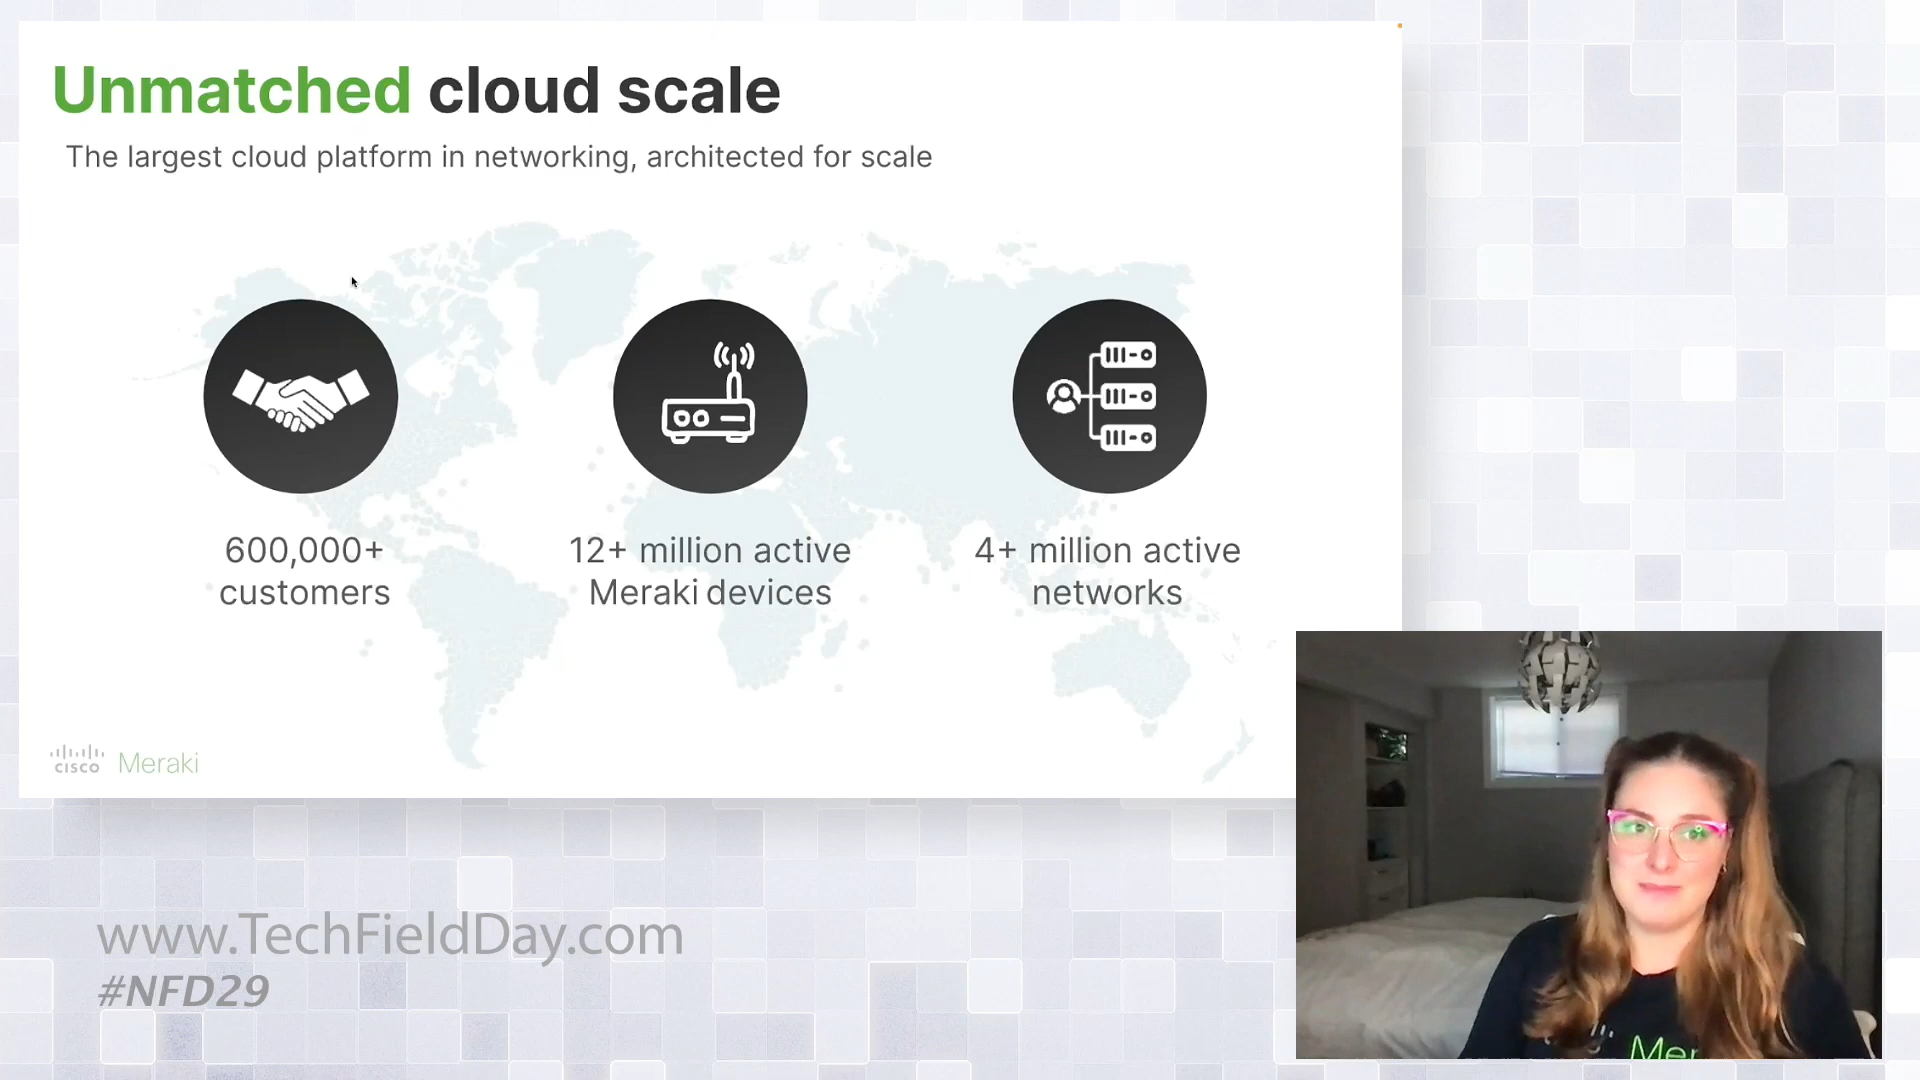 Unmatched cloud scale
The largest cloud platform in networking, architected for scale
600,000+
customers
12+ million active
Meraki devices
4+ million active
networks
CISCO Meraki
www.TechFieldDay.com
#NFD29